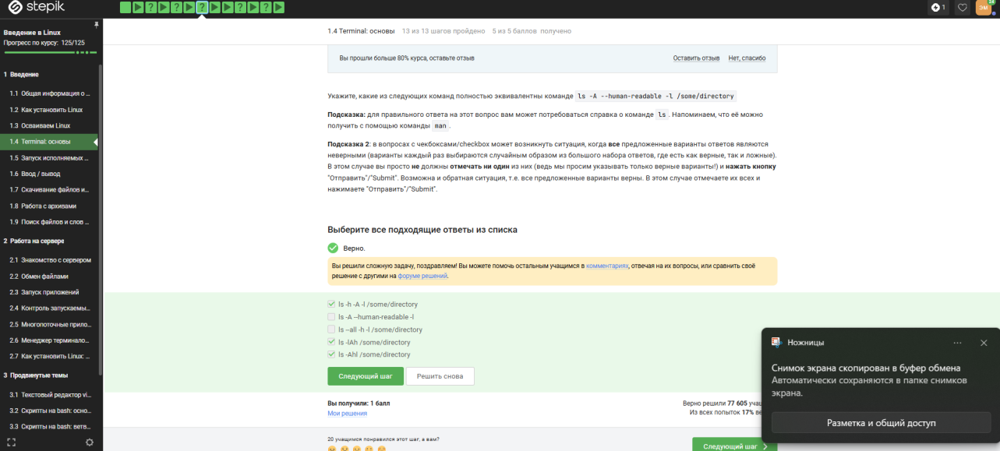 stepik
1
ЭМ
24
Введение в Linux
Прогресс по курсу: 125/125
1 Введение
1.1 Общая информация о ...
1.2 Как установить Linux
1.3 Осваиваем Linux
1.4 Terminal: основы
1.5 Запуск исполняемых ...
1.6 Ввод / вывод
1.7 Скачивание файлов и...
1.8 Работа с архивами
1.9 Поиск файлов и слов ...
2 Работа на сервере
2.1 Знакомство с сервером
2.2 Обмен файлами
2.3 Запуск приложений
2.4 Контроль запускаемы...
2.5 Многопоточные прило...
2.6 Менеджер терминало...
2.7 Как установить Linux: ...
3 Продвинутые темы
3.1 Текстовый редактор vi...
3.2 Скрипты на bash: осно...
3.3 Скрипты на bash: ветв...
1.4 Terminal: основы 13 из 13 шагов пройдено 5 из 5 баллов получено
Вы прошли больше 80% курса, оставьте отзыв
Оставить отзыв Нет, спасибо
Укажите, какие из следующих команд полностью эквивалентны команде ls -A --human-readable -l /some/directory
Подсказка: для правильного ответа на этот вопрос вам может потребоваться справка о команде ls. Напоминаем, что её можно
получить с помощью команды man.
Подсказка 2: в вопросах с чекбоксами/checkbox может возникнуть ситуация, когда все предложенные варианты ответов являются
неверными (варианты каждый раз выбираются случайным образом из большого набора ответов, где есть как верные, так и ложные).
В этом случае вы просто не должны отмечать ни один из них (ведь мы просим указывать только верные варианты!) и нажать кнопку
"Отправить"/"Submit". Возможна и обратная ситуация, т.е. все предложенные варианты верны. В этом случае отмечаете их всех и
нажимаете "Отправить"/"Submit".
Выберите все подходящие ответы из списка
Верно.
Вы решили сложную задачу, поздравляем! Вы можете помочь остальным учащимся в комментариях, отвечая на их вопросы, или сравнить своё
решение с другими на форуме решений.
ls -h -A -l /some/directory
ls -A --human-readable -l
ls --all -h -l /some/directory
ls -lAh /some/directory
ls -Ahl /some/directory
Следующий шаг
Решить снова
Вы получили: 1 балл
Мои решения
Верно решили 77 605 учащ
Из всех попыток 17% ве
20 учащимся понравился этот шаг, а вам?
Следующий шаг
Ножницы
Снимок экрана скопирован в буфер обмена
Автоматически сохраняются в папке снимков
экрана.
Разметка и общий доступ